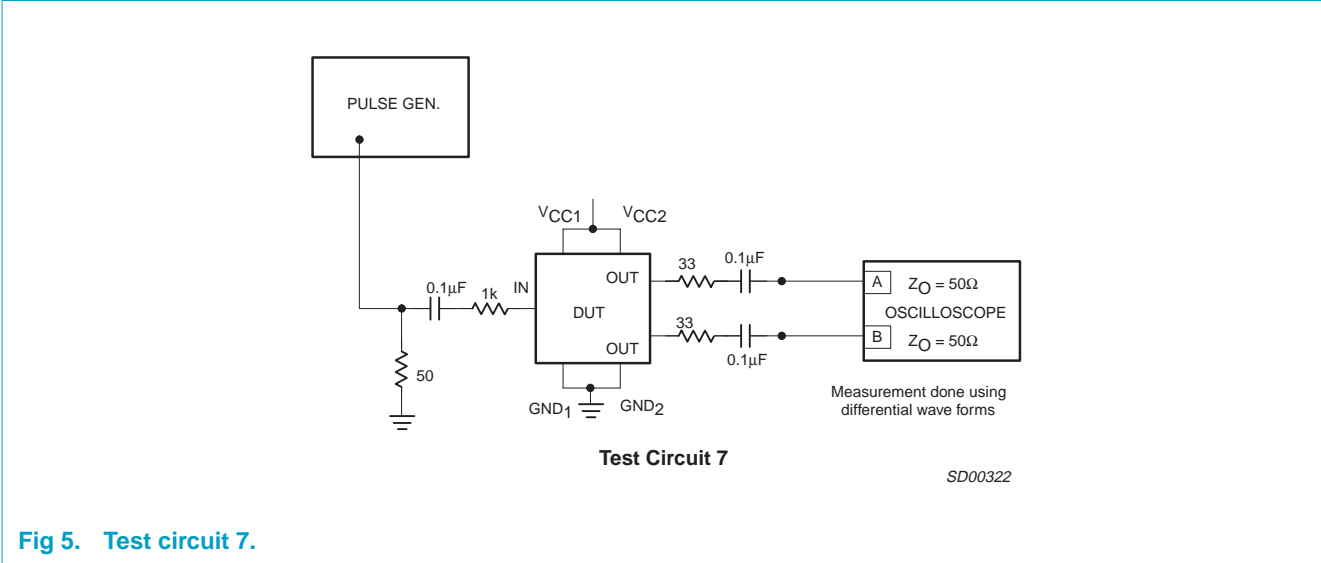 PULSE GEN.
VCC1 VCC2
0.1µF 1k IN
OUT
DUT
OUT
33 0.1µF
33
0.1µF
A ZO = 50Ω
OSCILLOSCOPE
B ZO = 50Ω
50
GND1 GND2
Measurement done using
differential wave forms
Test Circuit 7
SD00322
Fig 5. Test circuit 7.